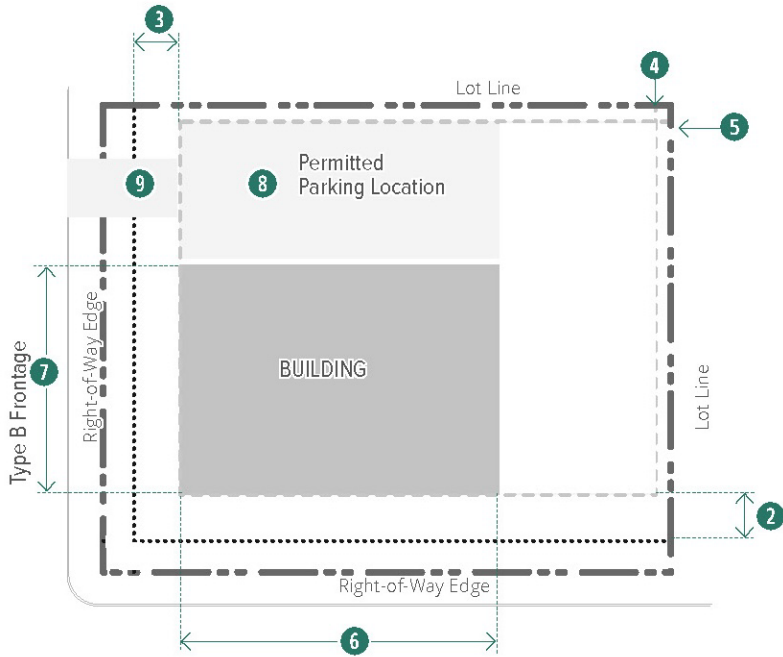 3
4
Lot Line
5
9
8
Permitted
Parking Location
Type B Frontage
7
Right-of-Way Edge
BUILDING
Lot Line
2
Right-of-Way Edge
6